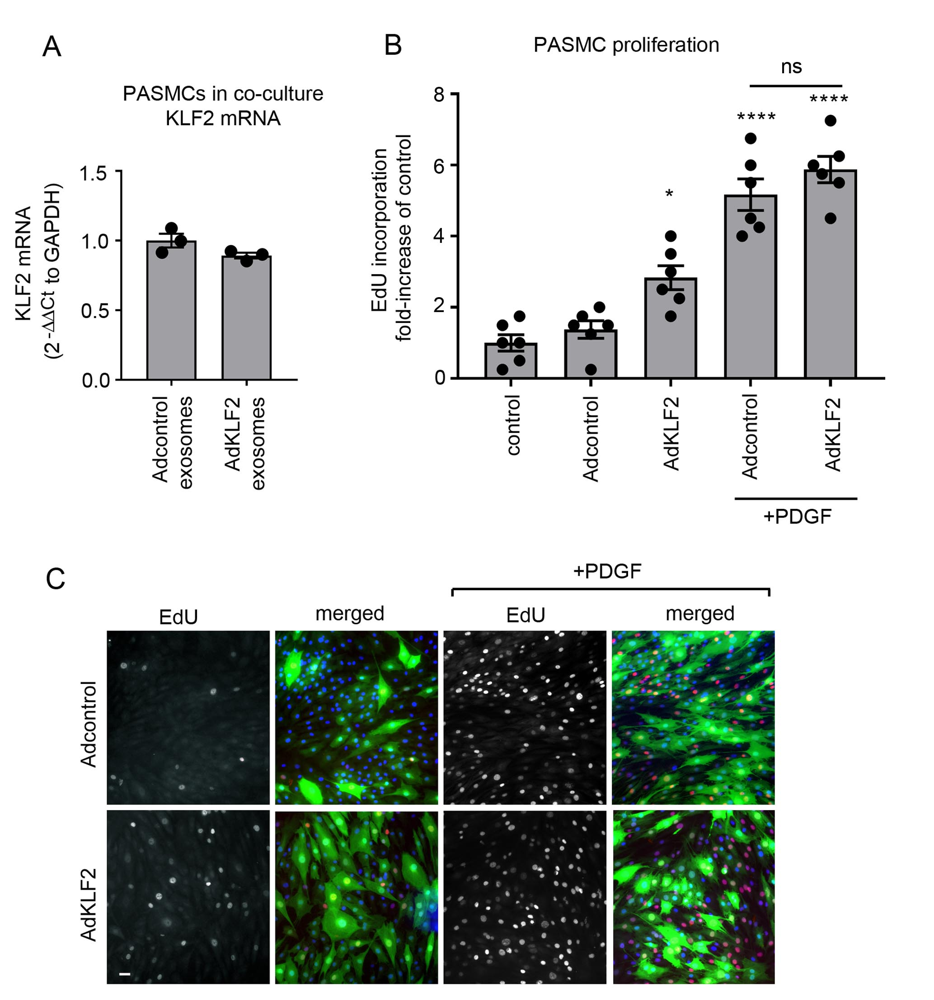 A
PASMCs in co-culture
KLF2 mRNA
KLF2 mRNA
(2 -ΔΔCt to GAPDH)
1.5
1.0
0.5
0.0
Adcontrol
exosomes
AdKLF2
exosomes
B
PASMC proliferation
ns
****
****
*
EdU incorporation
fold-increase of control
8
6
4
2
0
control
Adcontrol
AdKLF2
Adcontrol
AdKLF2
+PDGF
C
+PDGF
EdU
merged
EdU
merged
Adcontrol
AdKLF2